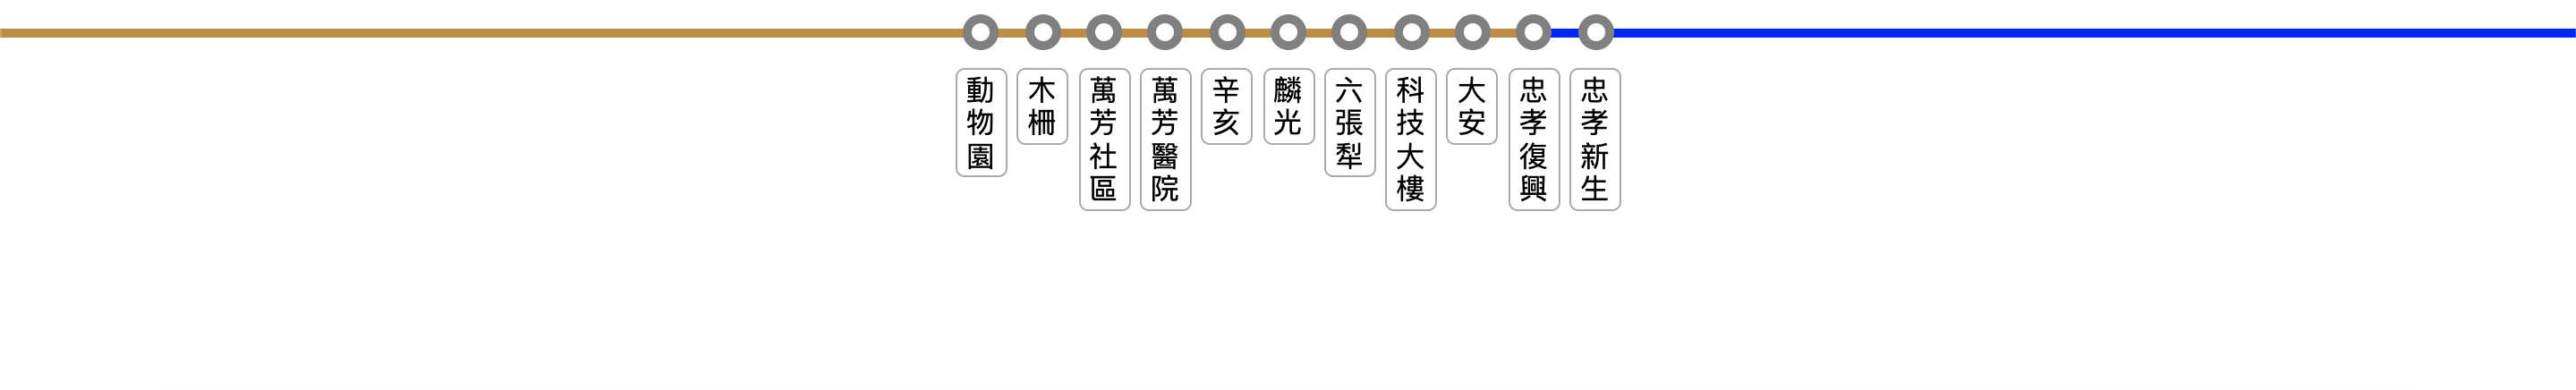 動物園
木柵
萬芳社區
萬芳醫院
辛亥
麟光
六張犁
科技大樓
大安
忠孝復興
忠孝新生